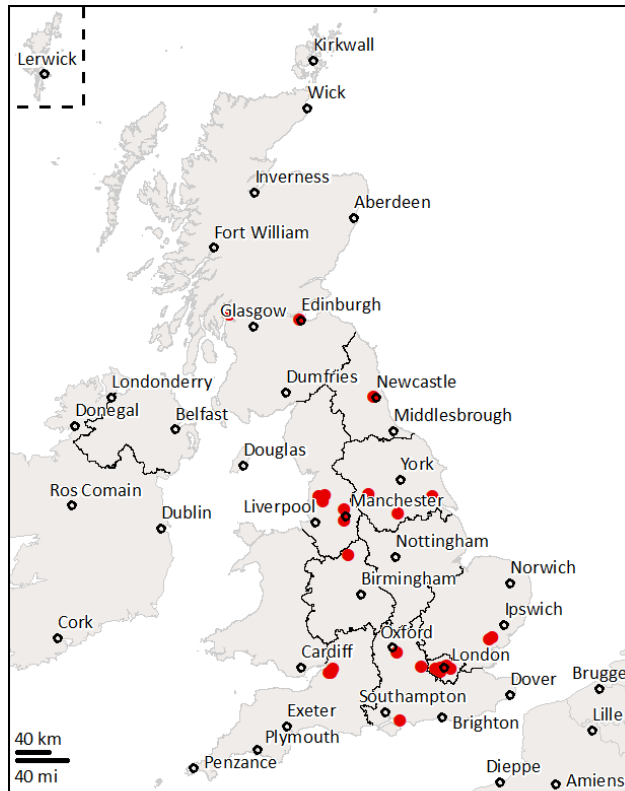 Kirkwall
Lerwick
Wick
Inverness
Aberdeen
Fort William
Glasgow
Edinburgh
Londonderry
Dumfries
Newcastle
Donegal
Belfast
Middlesbrough
Douglas
York
Ros Comain
Liverpool
Manchester
Dublin
Nottingham
Birmingham
Norwich
Ipswich
Cork
Oxford
Cardiff
London
Dover
Brugge
Southampton
Brighton
Lille
Exeter
Plymouth
40 km
40 mi
Penzance
Dieppe
Amiens